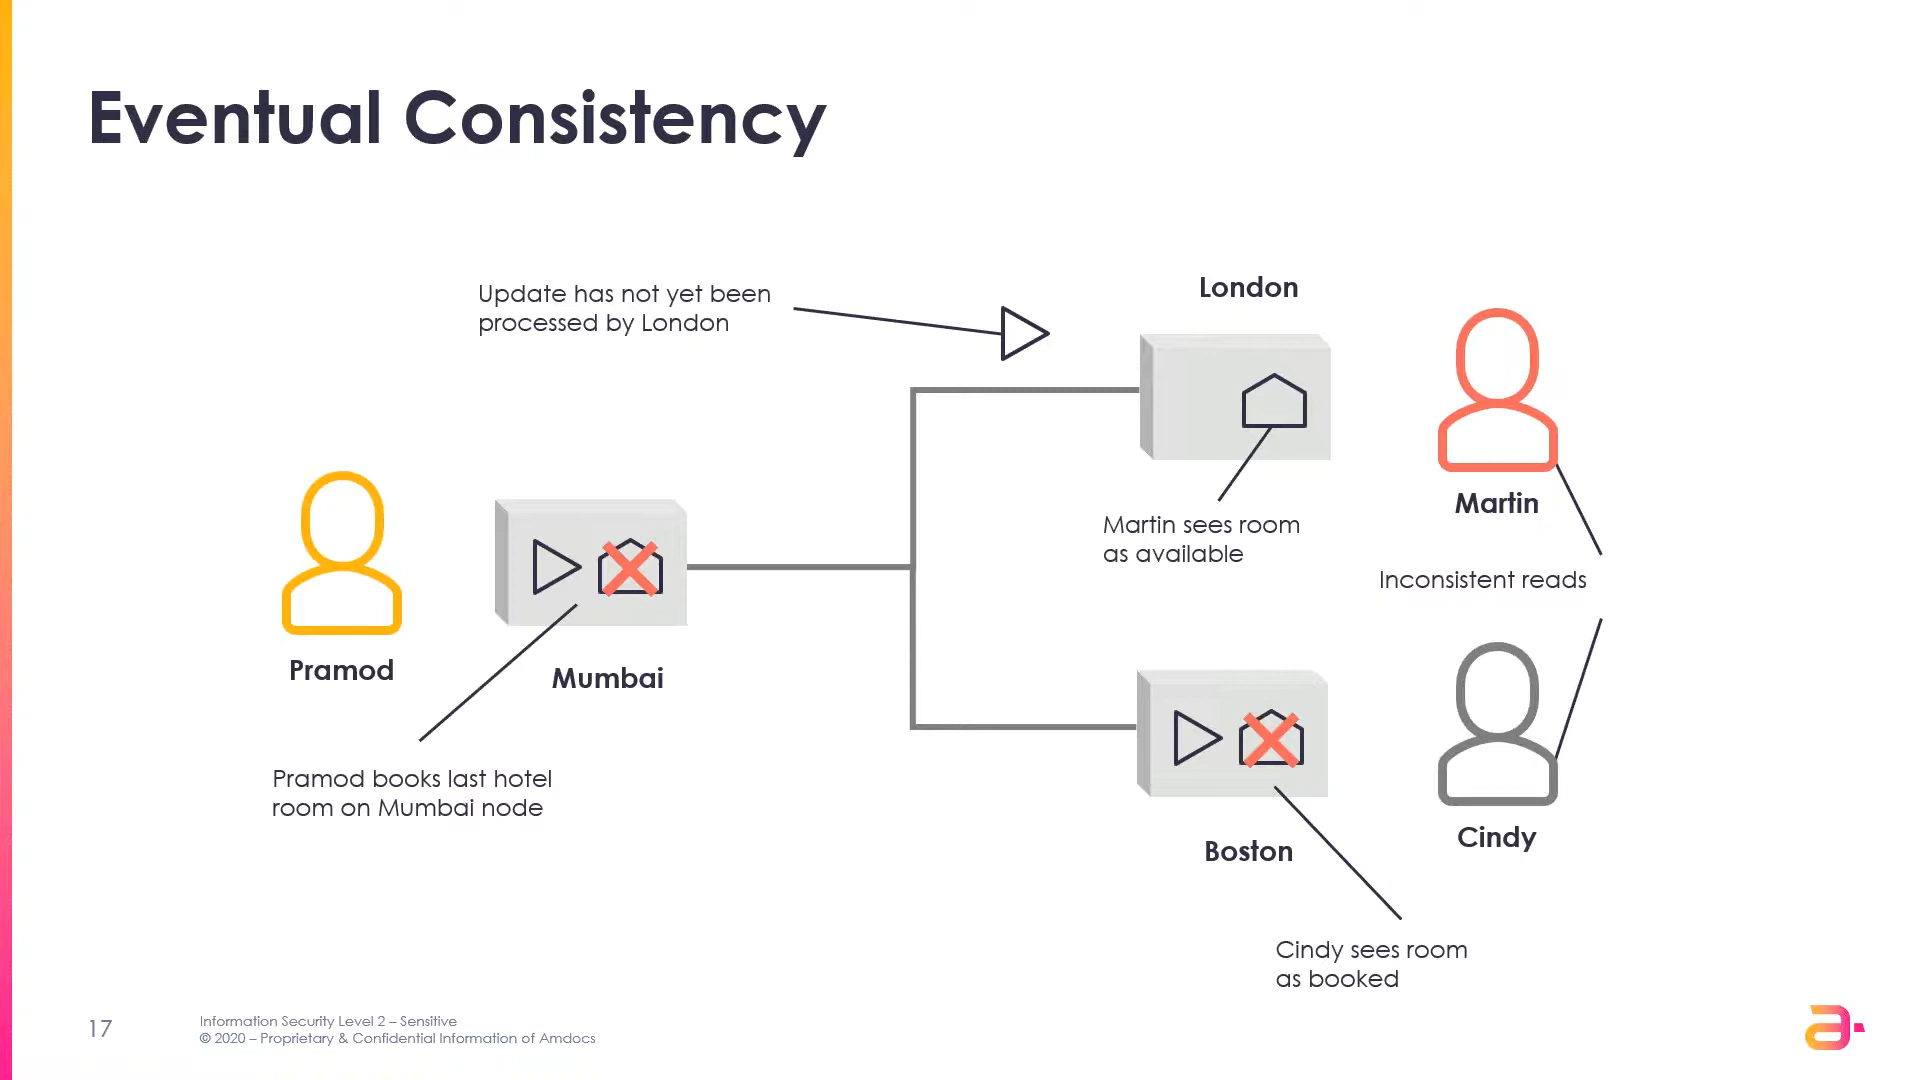 Eventual Consistency
Update has not yet been
processed by London
London
Martin
Martin sees room
as available
Inconsistent reads
Pramod
Mumbai
Pramod books last hotel
room on Mumbai node
Boston
Cindy
Cindy sees room
as booked
17
Information Security Level 2 – Sensitive
© 2020 – Proprietary & Confidential Information of Amdocs